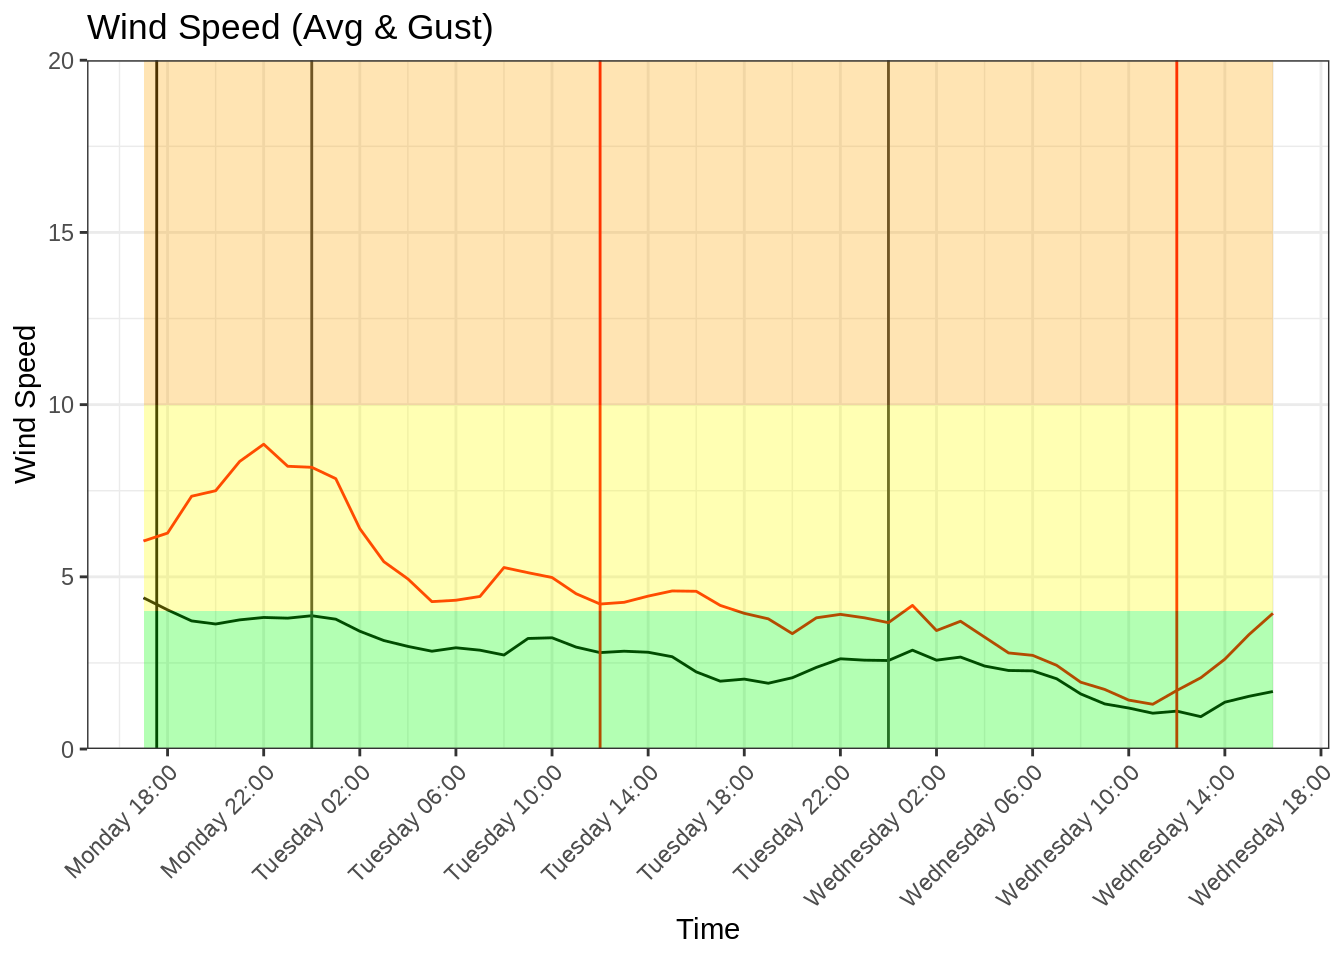 Wind Speed (Avg & Gust)
20
15
10
5
0
Wind Speed
Monday 18:00
Monday 22:00
Tuesday 02:00
Tuesday 06:00
Tuesday 10:00
Tuesday 14:00
Tuesday 18:00
Tuesday 22:00
Wednesday 02:00
Wednesday 06:00
Wednesday 10:00
Wednesday 14:00
Wednesday 18:00
Time